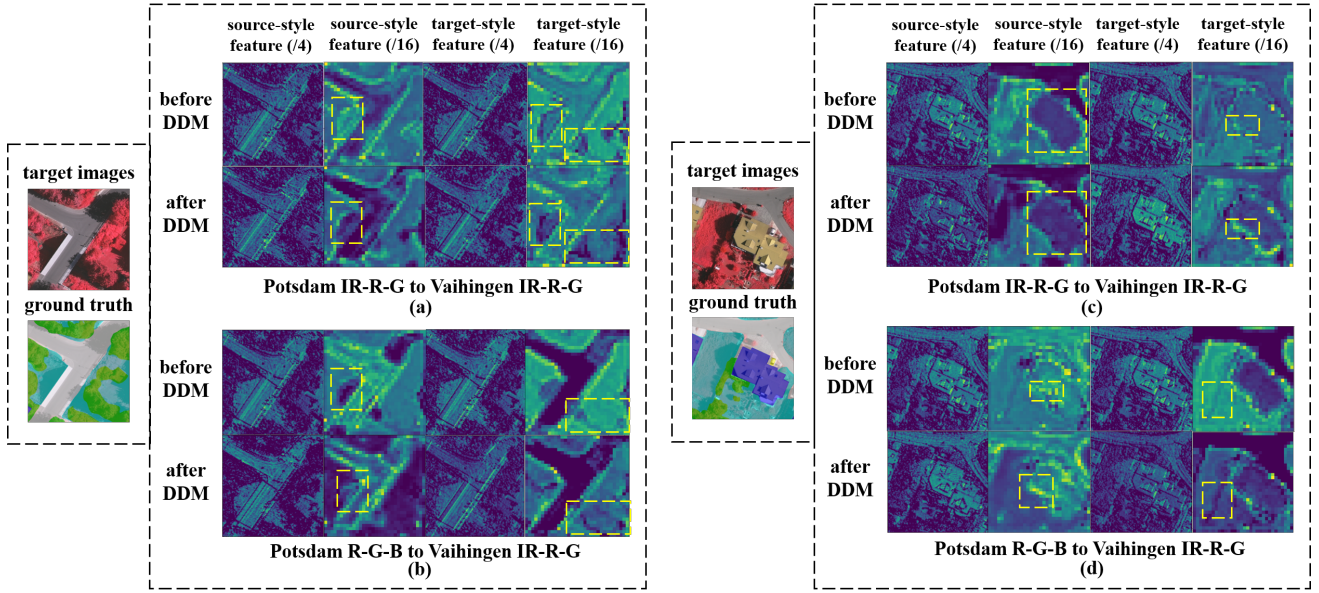 source-style source-style target-style target-style
feature (/4) feature (/16) feature (/4) feature (/16)
before
DDM
after
DDM
Potsdam IR-R-G to Vaihingen IR-R-G
(a)
target images
ground truth
before
DDM
after
DDM
Potsdam R-G-B to Vaihingen IR-R-G
(b)
source-style source-style target-style target-style
feature (/4) feature (/16) feature (/4) feature (/16)
before
DDM
after
DDM
Potsdam IR-R-G to Vaihingen IR-R-G
(c)
target images
ground truth
before
DDM
after
DDM
Potsdam R-G-B to Vaihingen IR-R-G
(d)